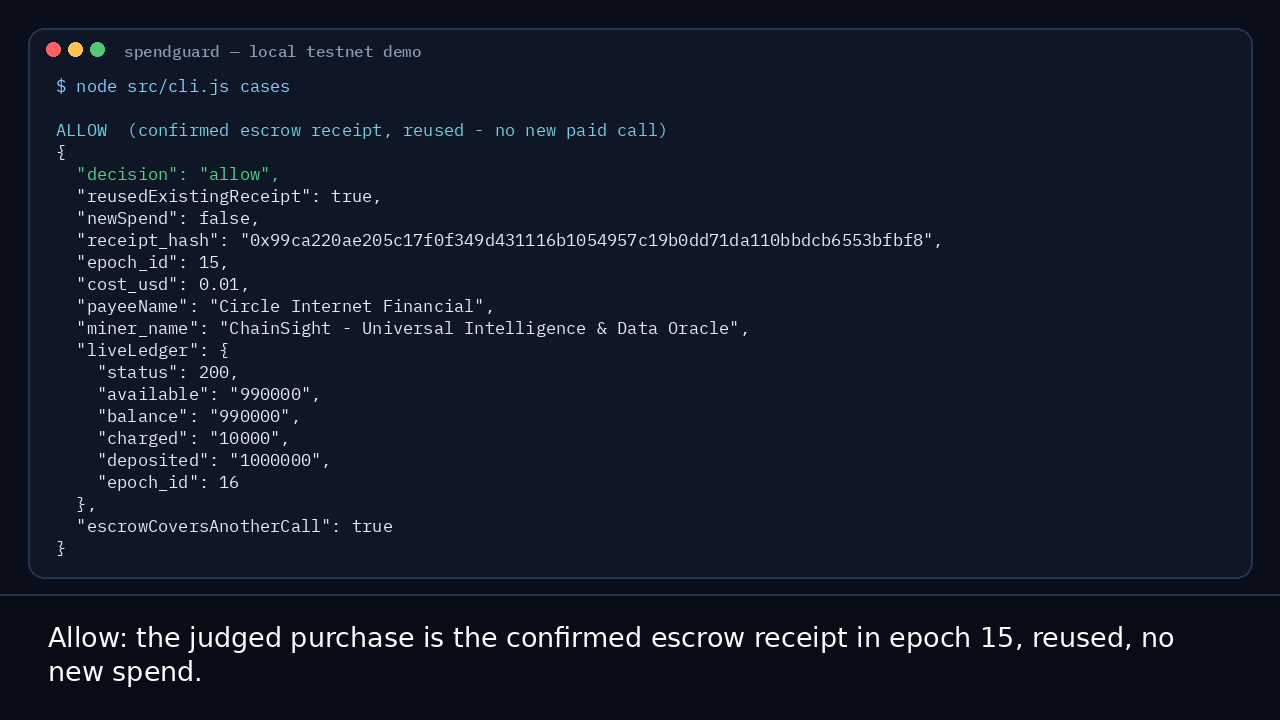 spendguard — local testnet demo
$ node src/cli.js cases
ALLOW  (confirmed escrow receipt, reused - no new paid call)
{
  "decision": "allow",
  "reusedExistingReceipt": true,
  "newSpend": false,
  "receipt_hash": "0x99ca220ae205c17f0f349d431116b1054957c19b0dd71da110bbdcb6553bfbf8",
  "epoch_id": 15,
  "cost_usd": 0.01,
  "payeeName": "Circle Internet Financial",
  "miner_name": "ChainSight - Universal Intelligence & Data Oracle",
  "liveLedger": {
    "status": 200,
    "available": "990000",
    "balance": "990000",
    "charged": "10000",
    "deposited": "1000000",
    "epoch_id": 16
  },
  "escrowCoversAnotherCall": true
}
Allow: the judged purchase is the confirmed escrow receipt in epoch 15, reused, no
new spend.